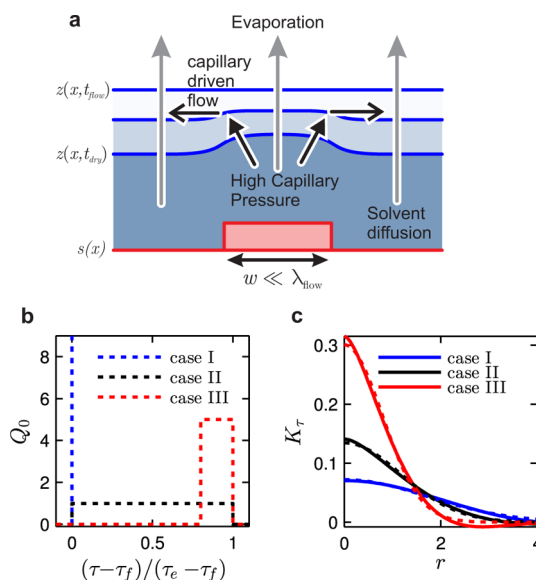 a
Evaporation
capillary
driven
flow
z(x,t_flow)
z(x,t_dry)
High Capillary
Pressure
Solvent
diffusion
s(x)
w ≪ λ_flow
b
8
6
4
2
0
Q_0
case I
case II
case III
0
0.5
1
(τ−τ_f)/(τ_e −τ_f)
c
0.3
0.2
0.1
0
K_τ
case I
case II
case III
0
2
4
r